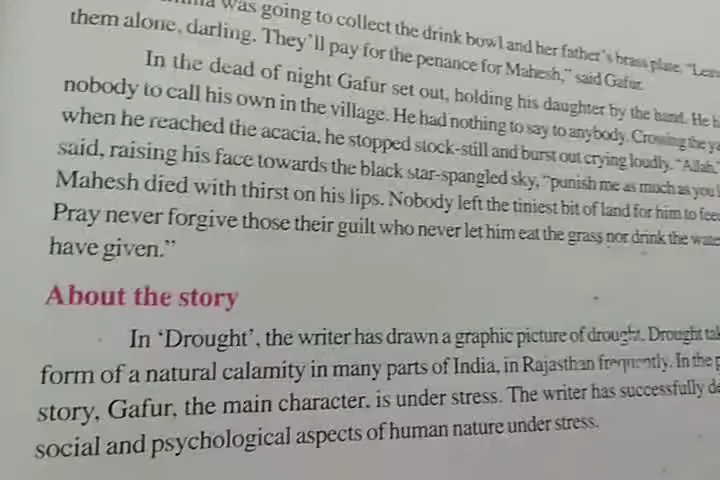 was going to collect the drink bowl and her father's brass plate. "Leave
them alone, darling. They'll pay for the penance for Mahesh," said Gafur.
In the dead of night Gafur set out, holding his daughter by the hand. He h
nobody to call his own in the village. He had nothing to say to anybody. Crossing the ya
when he reached the acacia, he stopped stock-still and burst out crying loudly. "Allah,"
said, raising his face towards the black star-spangled sky, "punish me as much as you
Mahesh died with thirst on his lips. Nobody left the tiniest bit of land for him to feed
Pray never forgive those their guilt who never let him eat the grass nor drink the water
have given."
About the story
In 'Drought', the writer has drawn a graphic picture of drought. Drought tak
form of a natural calamity in many parts of India, in Rajasthan frequently. In the p
story, Gafur, the main character, is under stress. The writer has successfully de
social and psychological aspects of human nature under stress.